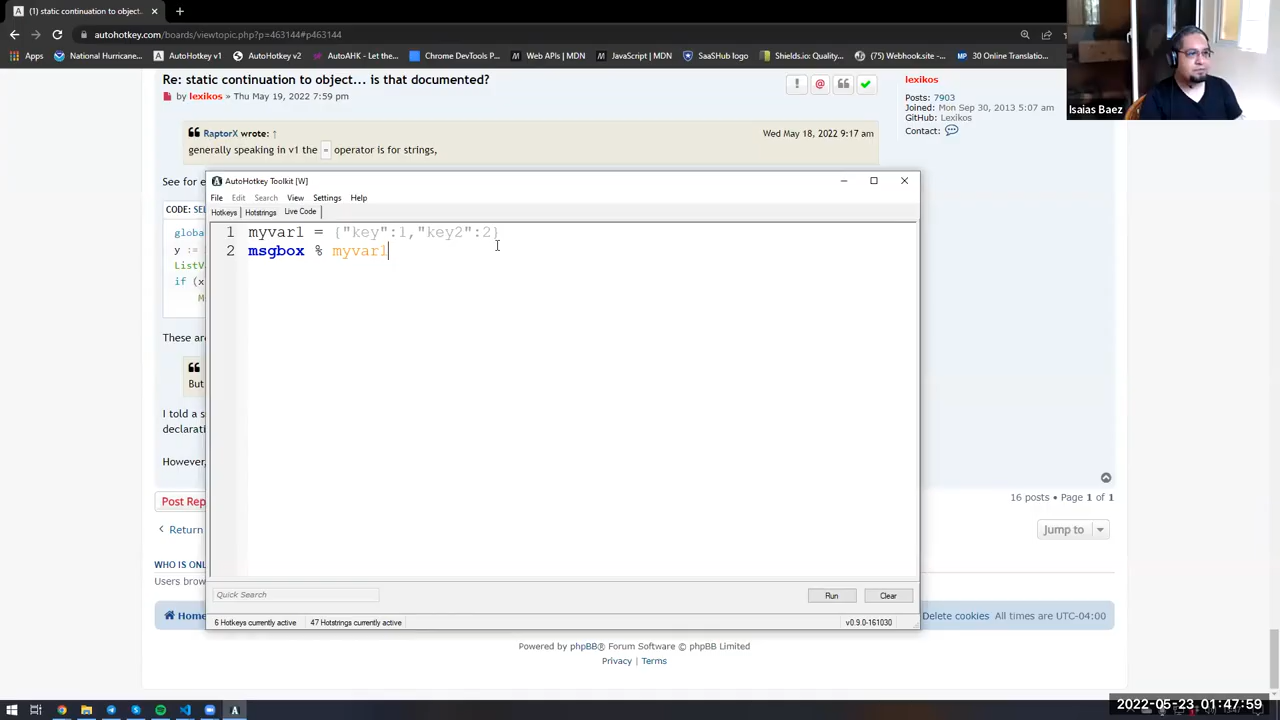 (1) static continuation to object..
autohotkey.com/boards/viewtopic.php?p=463144#p463144
Apps
National Hurricane...
AutoHotkey v1
AutoHotkey v2
AutoAHK - Edit
Chrome DevTools P...
Web APIs | MDN
JavaScript | MDN
SaaSHub logo
Shields.io: Quality...
(75) Webhook.site -...
30 Online Translation...
Isaias Baez
Re: static continuation to object... is that documented?
by lexikos » Thu May 19, 2022 7:59 pm
lexikos
Posts: 7903
Joined: Mon Sep 30, 2013 5:07 am
GitHub: Lexikos
Contact:
RaptorX wrote: ↑
Wed May 18, 2022 9:17 am
generally speaking in v1 the = operator is for strings,
See for e
CODE: SEL
globa
y :=
ListV
if (x
M
These are
But
I told a s
declarati
However,
AutoHotkey Toolkit [W]
File Edit Search View Settings Help
Hotkeys Hotstrings Live Code
1 myvar1 = {"key":1,"key2":2}
2 msgbox % myvar1
Quick Search
Run
Clear
6 Hotkeys currently active
47 Hotstrings currently active
v0.9.0-161030
Post Rep
16 posts • Page 1 of 1
Return
Jump to
WHO IS ONL
Users brow
Home
Delete cookies
All times are UTC-04:00
Powered by phpBB® Forum Software © phpBB Limited
Privacy | Terms
2022-05-23 01:47:59